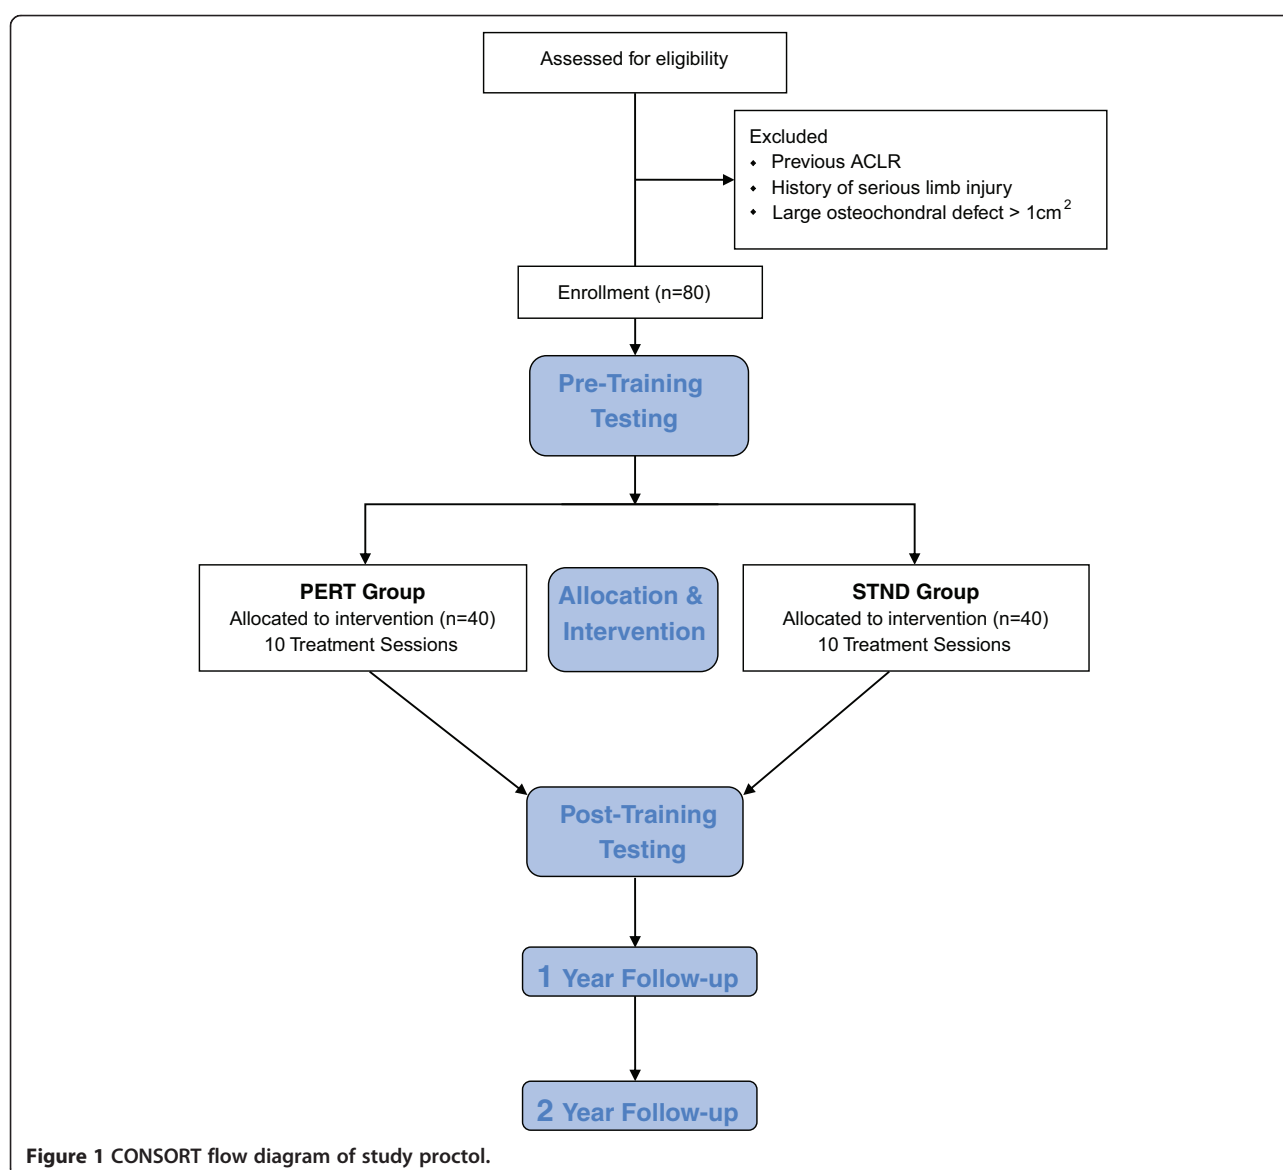 Assessed for eligibility
Excluded
• Previous ACLR
• History of serious limb injury
• Large osteochondral defect > 1cm²
Enrollment (n=80)
Pre-Training
Testing
PERT Group
Allocated to intervention (n=40)
10 Treatment Sessions
Allocation &
Intervention
STND Group
Allocated to intervention (n=40)
10 Treatment Sessions
Post-Training
Testing
1 Year Follow-up
2 Year Follow-up
Figure 1 CONSORT flow diagram of study proctol.